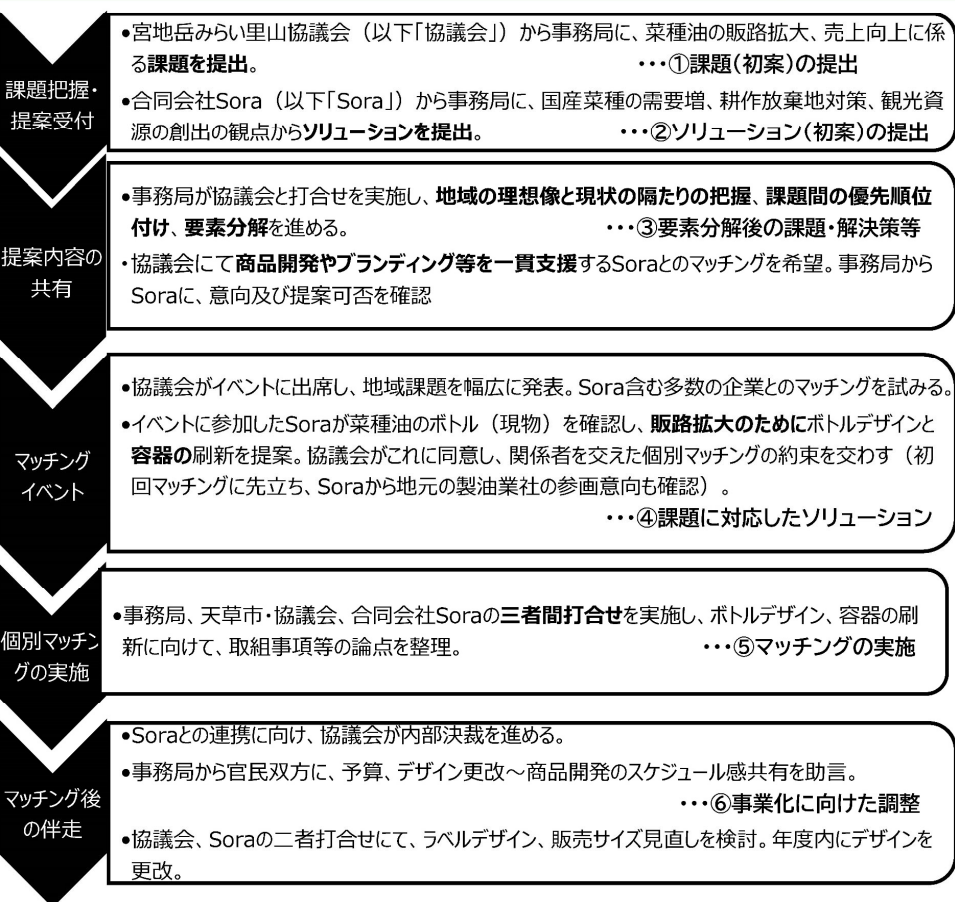 課題把握・
提案受付
•宮地岳みらい里山協議会（以下「協議会」）から事務局に、菜種油の販路拡大、売上向上に係
る課題を提出。
・・・①課題(初案)の提出
•合同会社Sora（以下「Sora」）から事務局に、国産菜種の需要増、耕作放棄地対策、観光資
源の創出の観点からソリューションを提出。
・・・②ソリューション(初案)の提出
提案内容の
共有
•事務局が協議会と打合せを実施し、地域の理想像と現状の隔たりの把握、課題間の優先順位
付け、要素分解を進める。
・・・③要素分解後の課題・解決策等
・協議会にて商品開発やブランディング等を一貫支援するSoraとのマッチングを希望。事務局から
Soraに、意向及び提案可否を確認
マッチング
イベント
•協議会がイベントに出席し、地域課題を幅広に発表。Sora含む多数の企業とのマッチングを試みる。
•イベントに参加したSoraが菜種油のボトル（現物）を確認し、販路拡大のためにボトルデザインと
容器の刷新を提案。協議会がこれに同意し、関係者を交えた個別マッチングの約束を交わす（初
回マッチングに先立ち、Soraから地元の製油業社の参画意向も確認）。
・・・④課題に対応したソリューション
個別マッチン
グの実施
•事務局、天草市・協議会、合同会社Soraの三者間打合せを実施し、ボトルデザイン、容器の刷
新に向けて、取組事項等の論点を整理。
・・・⑤マッチングの実施
マッチング後
の伴走
•Soraとの連携に向け、協議会が内部決裁を進める。
•事務局から官民双方に、予算、デザイン更改～商品開発のスケジュール感共有を助言。
・・・⑥事業化に向けた調整
•協議会、Soraの二者打合せにて、ラベルデザイン、販売サイズ見直しを検討。年度内にデザインを
更改。